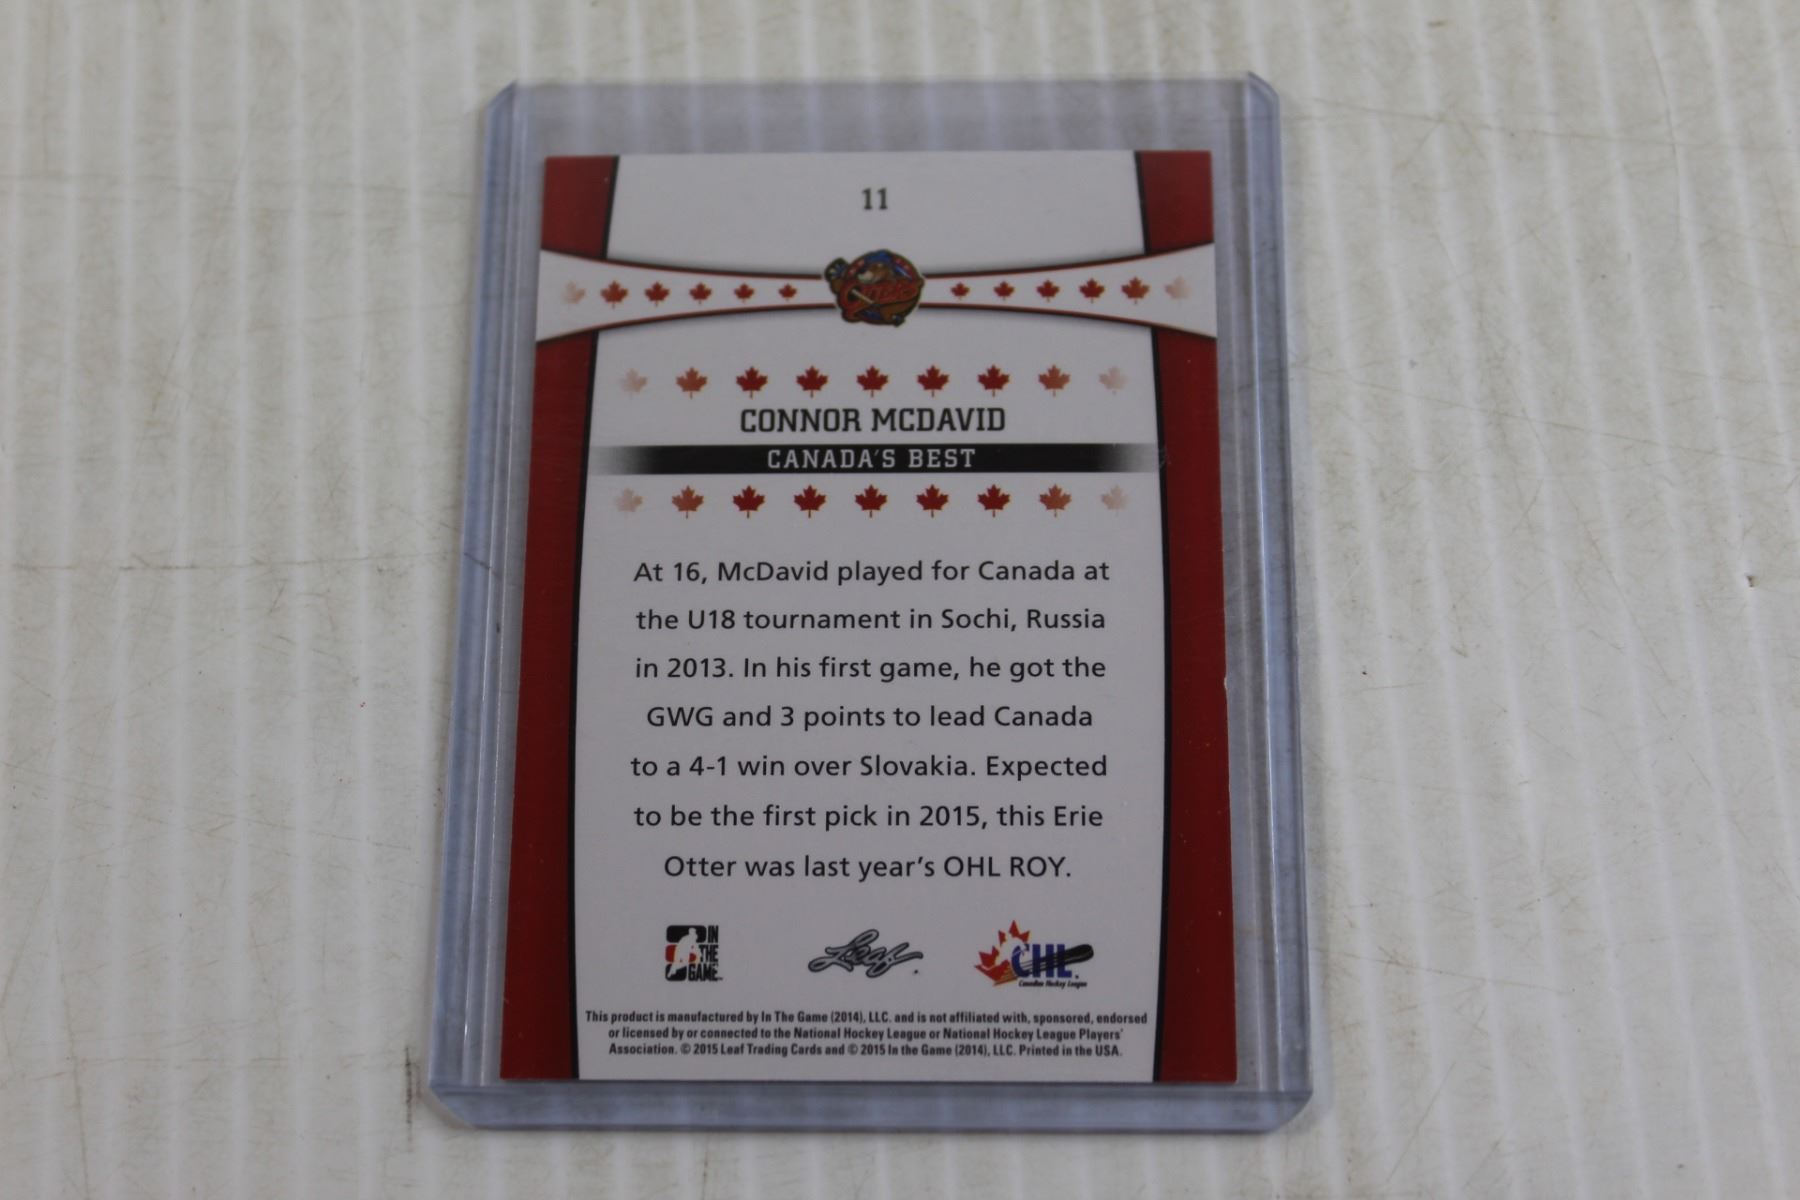 11
Otters
CONNOR MCDAVID
CANADA'S BEST
At 16, McDavid played for Canada at
the U18 tournament in Sochi, Russia
in 2013. In his first game, he got the
GWG and 3 points to lead Canada
to a 4-1 win over Slovakia. Expected
to be the first pick in 2015, this Erie
Otter was last year's OHL ROY.
IN
THE
GAME
Leaf
CHL
Canadian Hockey League
This product is manufactured by In The Game (2014), LLC. and is not affiliated with, sponsored, endorsed
or licensed by or connected to the National Hockey League or National Hockey League Players'
Association. © 2015 Leaf Trading Cards and © 2015 In the Game (2014), LLC. Printed in the USA.